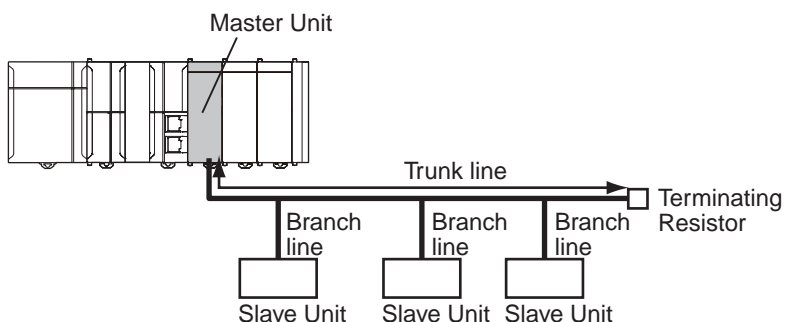 Master Unit
Trunk line
Terminating
Resistor
Branch
line
Branch
line
Branch
line
Slave Unit
Slave Unit
Slave Unit